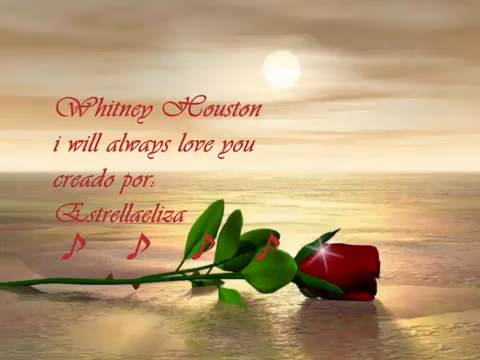 Whitney Houston
i will always love you
creado por:
Estrellaeliza
♪ ♪ ♪ ♪